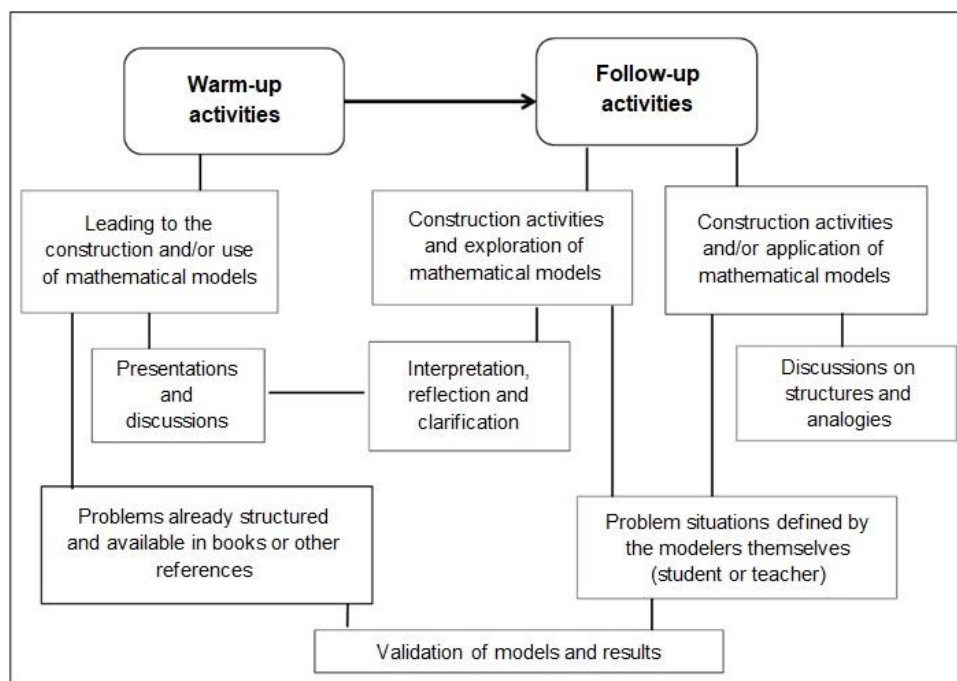 Warm-up
activities
Follow-up
activities
Leading to the
construction and/or use
of mathematical models
Construction activities
and exploration of
mathematical models
Construction activities
and/or application of
mathematical models
Presentations
and
discussions
Interpretation,
reflection and
clarification
Discussions on
structures and
analogies
Problems already structured
and available in books or other
references
Problem situations defined by
the modelers themselves
(student or teacher)
Validation of models and results